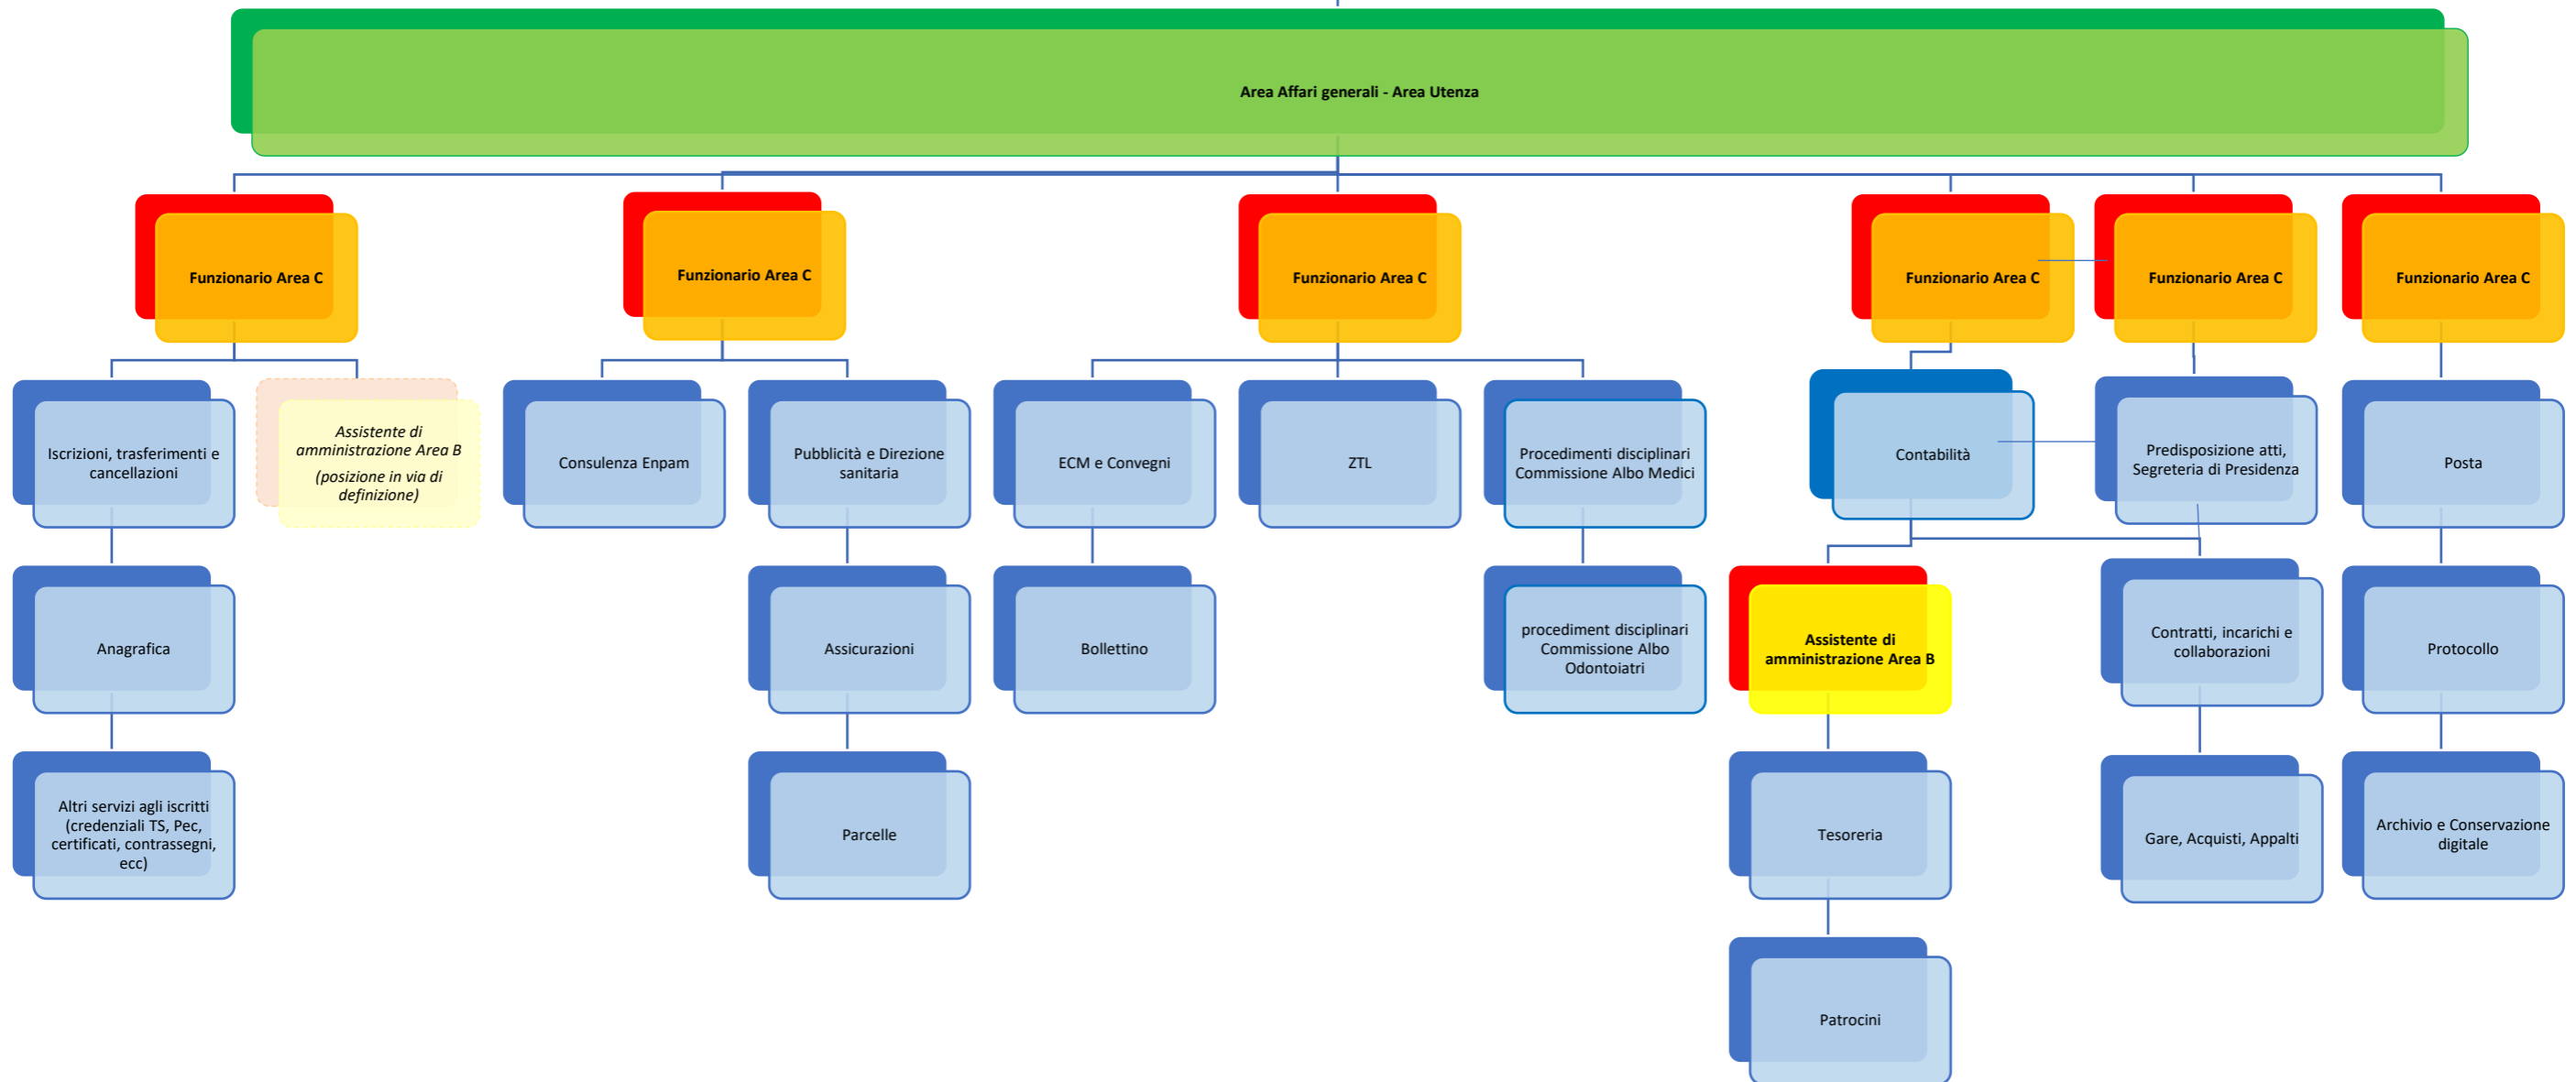 Area Affari generali - Area Utenza
Funzionario Area C
Funzionario Area C
Funzionario Area C
Funzionario Area C
Funzionario Area C
Funzionario Area C
Iscrizioni, trasferimenti e
cancellazioni
Assistente di
amministrazione Area B
(posizione in via di
definizione)
Consulenza Enpam
Pubblicità e Direzione
sanitaria
ECM e Convegni
ZTL
Procedimenti disciplinari
Commissione Albo Medici
Contabilità
Predisposizione atti,
Segreteria di Presidenza
Posta
Anagrafica
Assicurazioni
Bollettino
procediment disciplinari
Commissione Albo
Odontoiatri
Assistente di
amministrazione Area B
Contratti, incarichi e
collaborazioni
Protocollo
Altri servizi agli iscritti
(credenziali TS, Pec,
certificati, contrassegni,
ecc)
Parcelle
Tesoreria
Gare, Acquisti, Appalti
Archivio e Conservazione
digitale
Patrocini